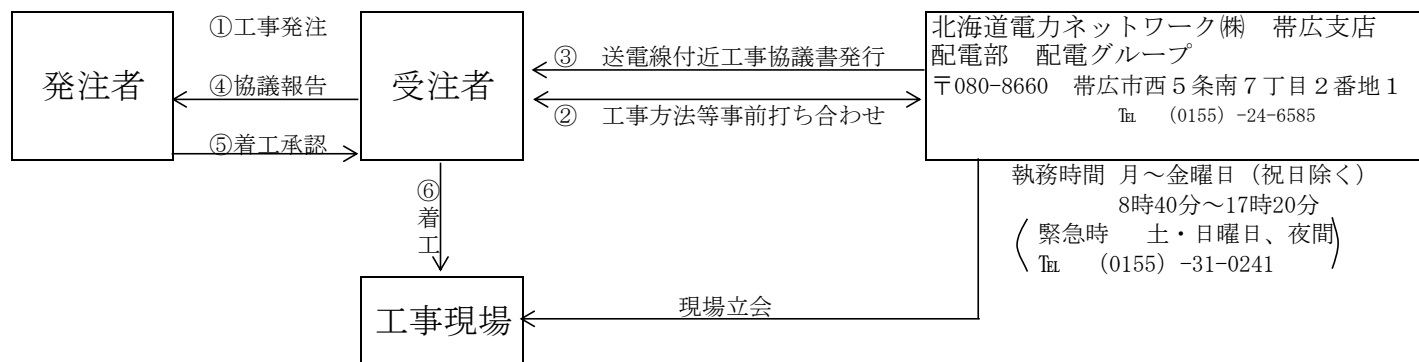 ①工事発注
発注者
④協議報告
⑤着工承認
受注者
③　送電線付近工事協議書発行
②　工事方法等事前打ち合わせ
北海道電力ネットワーク㈱　帯広支店
配電部　配電グループ
〒080-8660　帯広市西５条南７丁目２番地１
℡　(0155) -24-6585
執務時間 月～金曜日（祝日除く）
8時40分～17時20分
緊急時　土・日曜日、夜間
℡　(0155) -31-0241
⑥着工
工事現場
現場立会